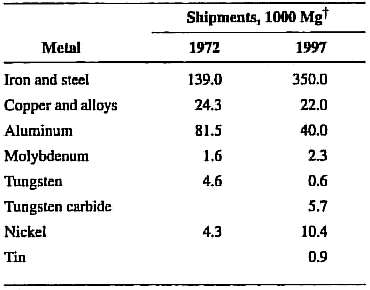 Shipments, 1000 Mg†
Metal 1972 1997
Iron and steel 139.0 350.0
Copper and alloys 24.3 22.0
Aluminum 81.5 40.0
Molybdenum 1.6 2.3
Tungsten 4.6 0.6
Tungsten carbide 5.7
Nickel 4.3 10.4
Tin 0.9